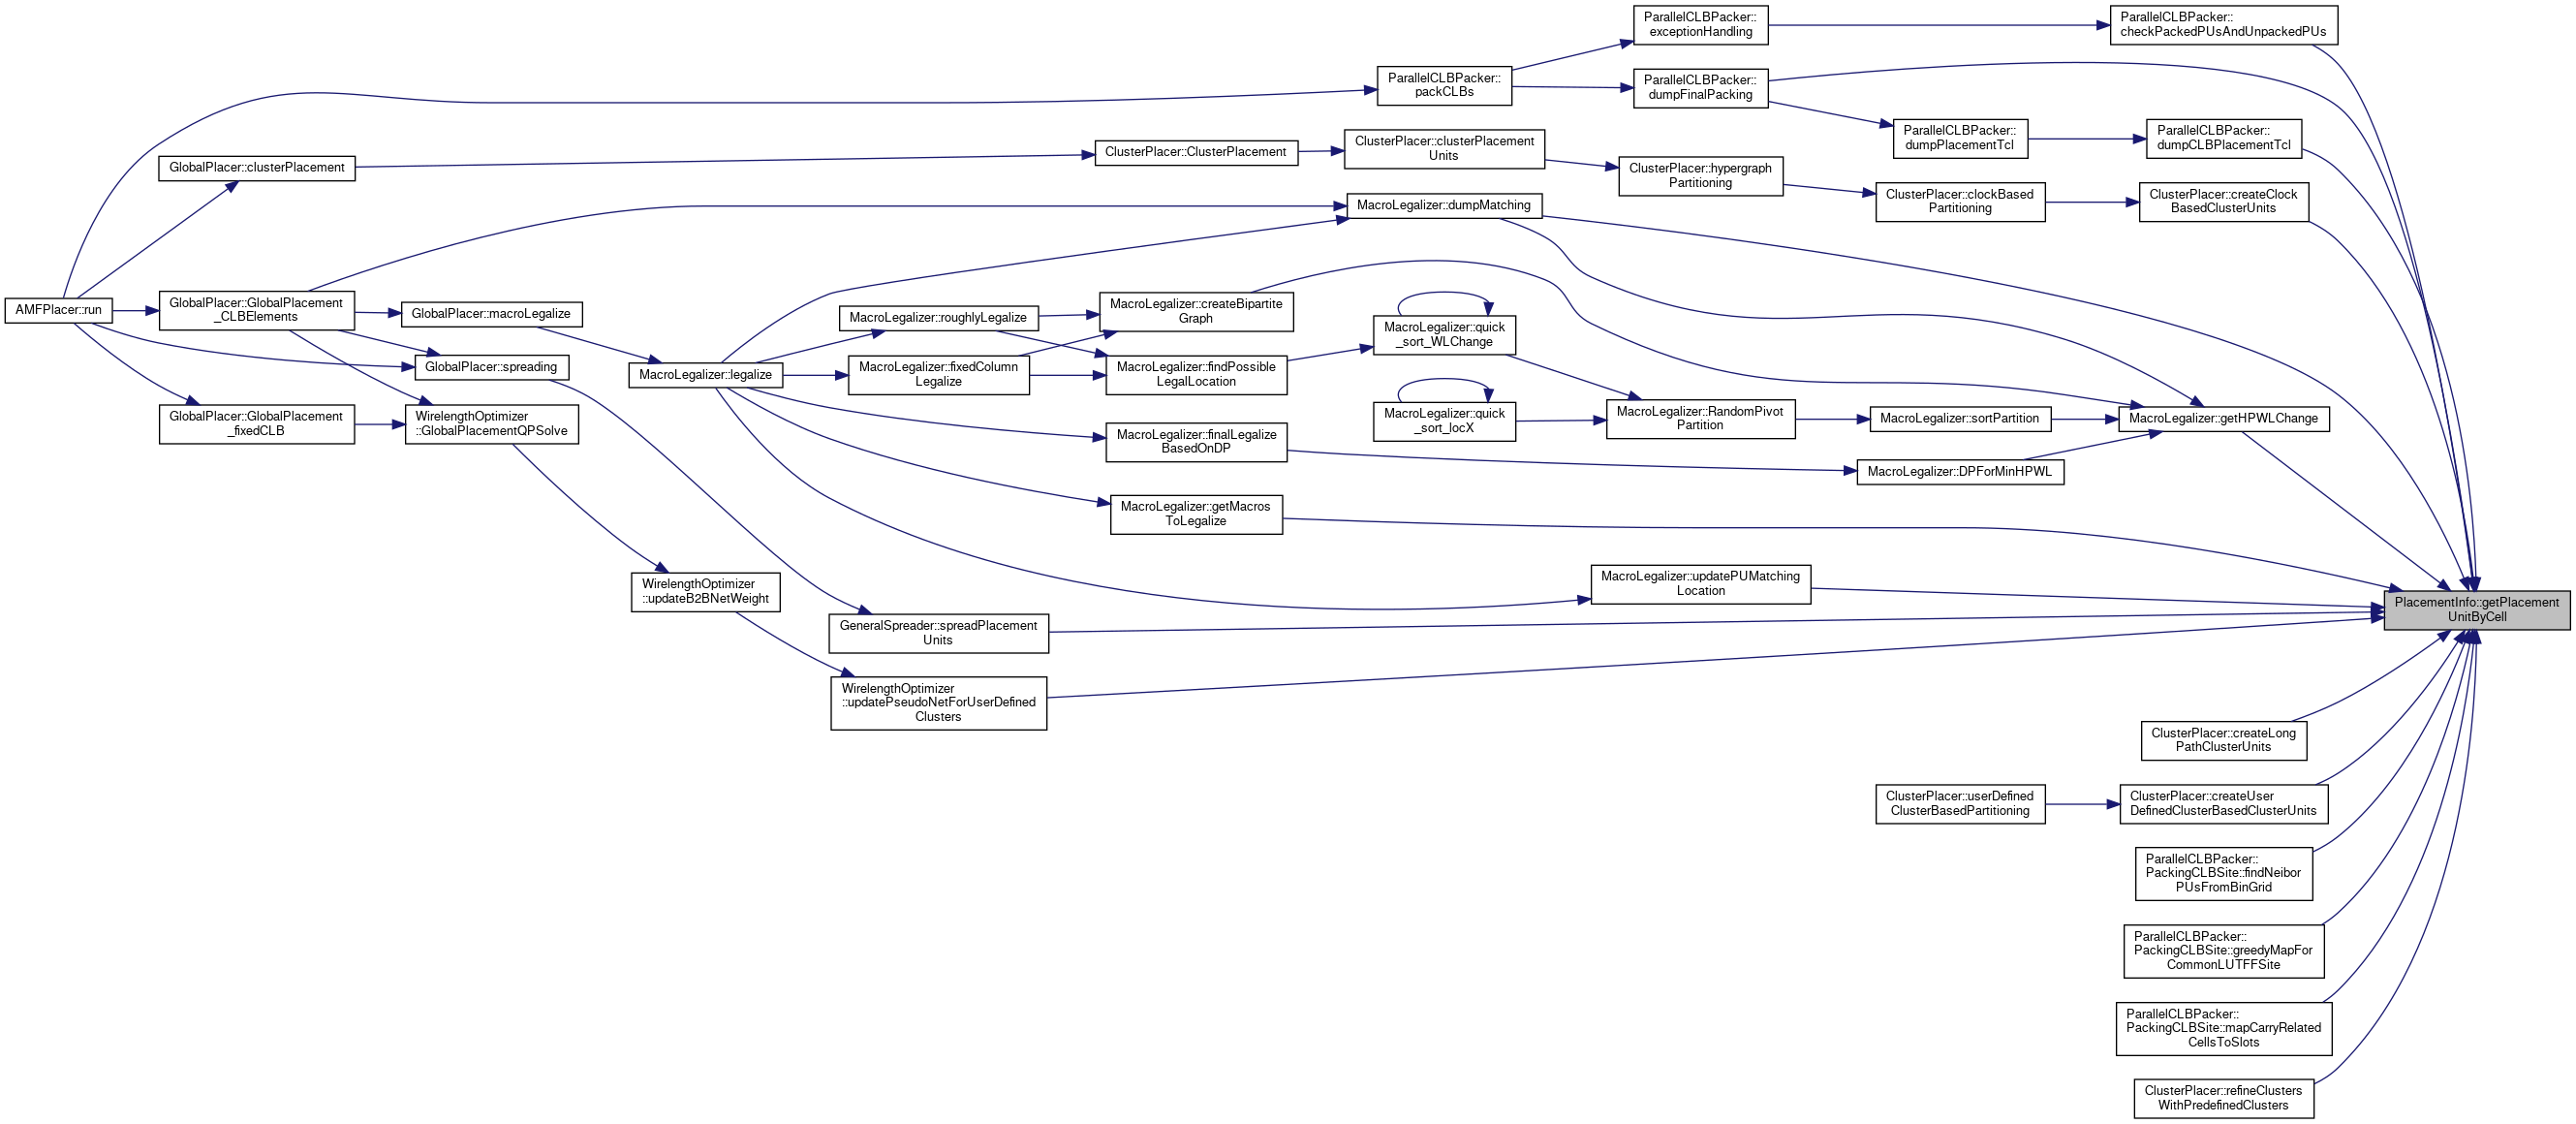 ParallelCLBPacker::
exceptionHandling
ParallelCLBPacker::
checkPackedPUsAndUnpackedPUs
ParallelCLBPacker::
packCLBs
ParallelCLBPacker::
dumpFinalPacking
ParallelCLBPacker::
dumpPlacementTcl
ParallelCLBPacker::
dumpCLBPlacementTcl
GlobalPlacer::clusterPlacement
ClusterPlacer::ClusterPlacement
ClusterPlacer::clusterPlacement
Units
ClusterPlacer::hypergraph
Partitioning
ClusterPlacer::clockBased
Partitioning
ClusterPlacer::createClock
BasedClusterUnits
MacroLegalizer::dumpMatching
AMFPlacer::run
GlobalPlacer::GlobalPlacement
_CLBElements
GlobalPlacer::macroLegalize
MacroLegalizer::roughlyLegalize
MacroLegalizer::createBipartite
Graph
MacroLegalizer::quick
_sort_WLChange
GlobalPlacer::spreading
MacroLegalizer::legalize
MacroLegalizer::fixedColumn
Legalize
MacroLegalizer::findPossible
LegalLocation
GlobalPlacer::GlobalPlacement
_fixedCLB
WirelengthOptimizer
::GlobalPlacementQPSolve
MacroLegalizer::quick
_sort_locX
MacroLegalizer::RandomPivot
Partition
MacroLegalizer::sortPartition
MacroLegalizer::getHPWLChange
MacroLegalizer::finalLegalize
BasedOnDP
MacroLegalizer::DPForMinHPWL
MacroLegalizer::getMacros
ToLegalize
WirelengthOptimizer
::updateB2BNetWeight
MacroLegalizer::updatePUMatching
Location
PlacementInfo::getPlacement
UnitByCell
GeneralSpreader::spreadPlacement
Units
WirelengthOptimizer
::updatePseudoNetForUserDefined
Clusters
ClusterPlacer::createLong
PathClusterUnits
ClusterPlacer::userDefined
ClusterBasedPartitioning
ClusterPlacer::createUser
DefinedClusterBasedClusterUnits
ParallelCLBPacker::
PackingCLBSite::findNeibor
PUsFromBinGrid
ParallelCLBPacker::
PackingCLBSite::greedyMapFor
CommonLUTFFSite
ParallelCLBPacker::
PackingCLBSite::mapCarryRelated
CellsToSlots
ClusterPlacer::refineClusters
WithPredefinedClusters